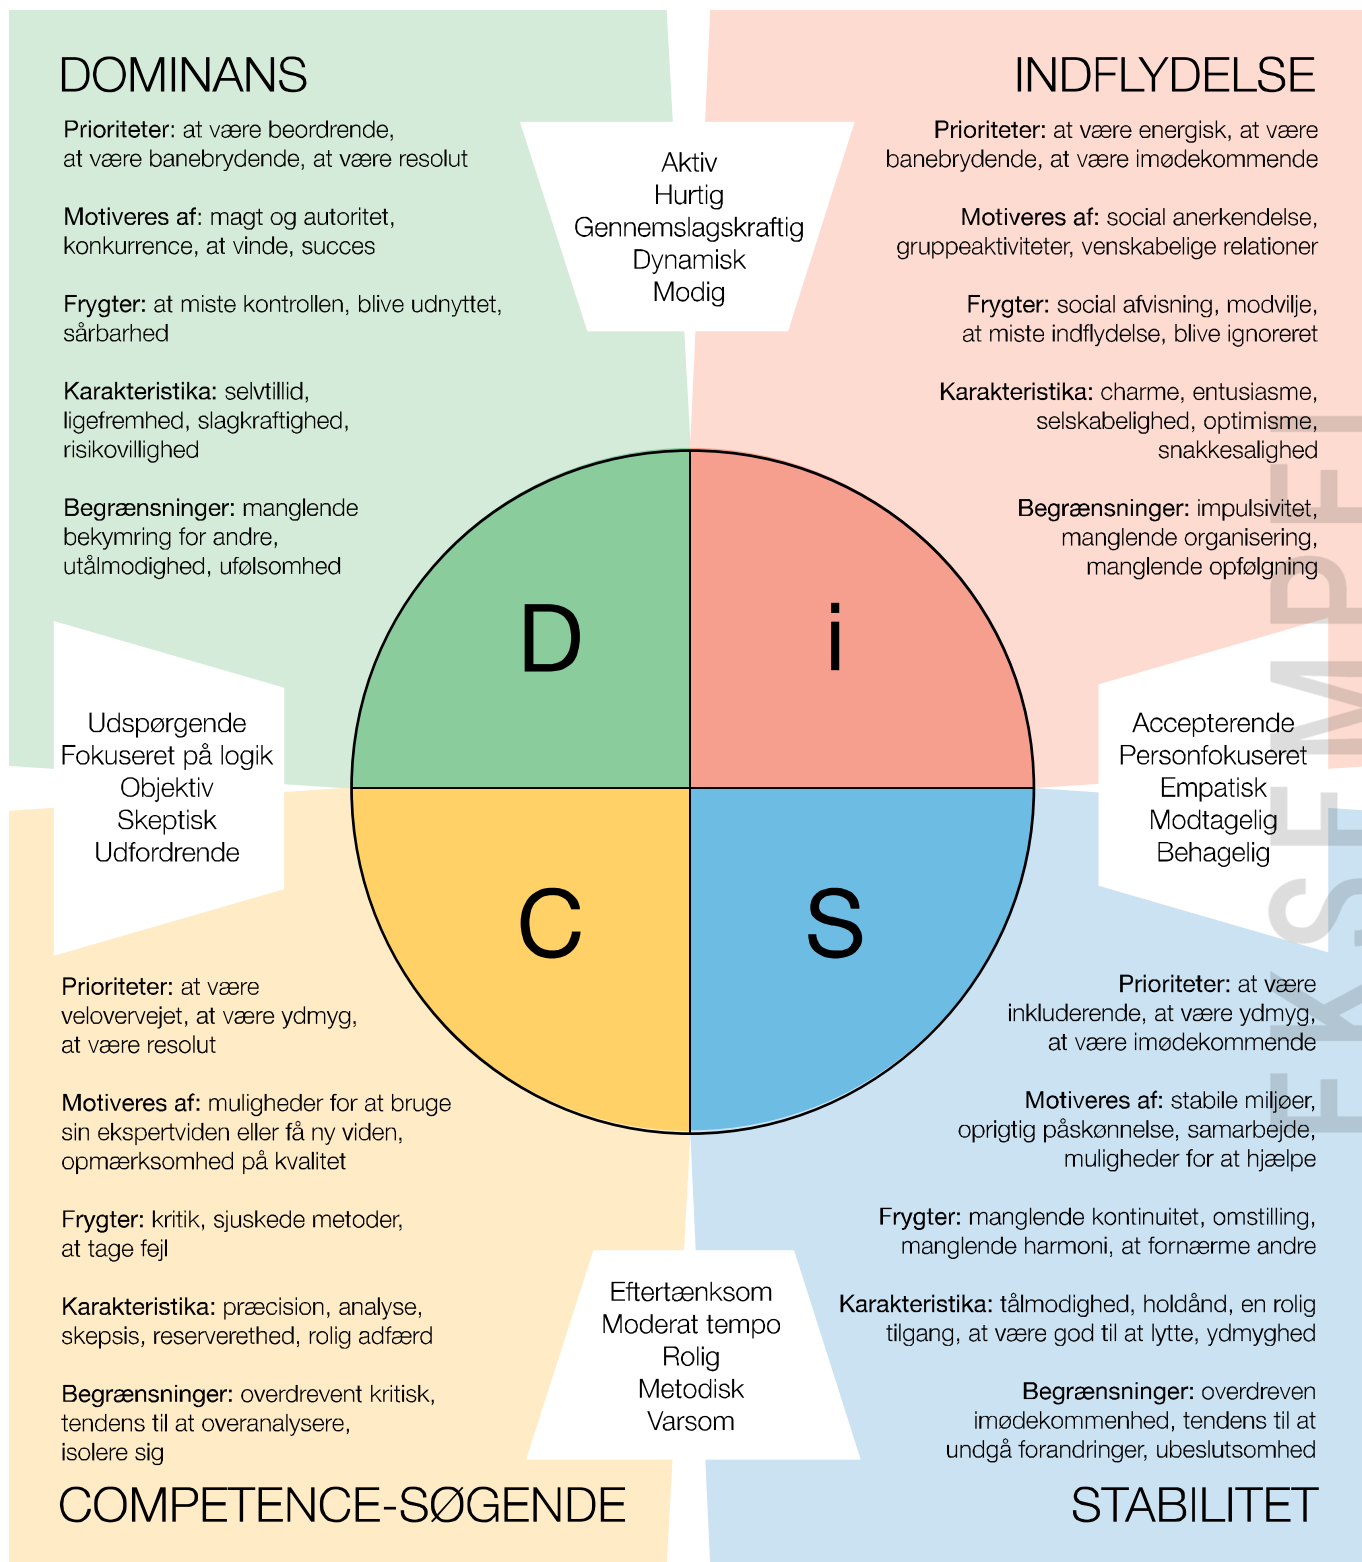 DOMINANS
Prioriteter: at være beordrende,
at være banebrydende, at være resolut
Motiveres af: magt og autoritet,
konkurrence, at vinde, succes
Frygter: at miste kontrollen, blive udnyttet,
sårbarhed
Karakteristika: selvtillid,
ligefremhed, slagkraftighed,
risikovillighed
Begrænsninger: manglende
bekymring for andre,
utålmodighed, ufølsomhed
Aktiv
Hurtig
Gennemslagskraftig
Dynamisk
Modig
INDFLYDELSE
Prioriteter: at være energisk, at være
banebrydende, at være imødekommende
Motiveres af: social anerkendelse,
gruppeaktiviteter, venskabelige relationer
Frygter: social afvisning, modvilje,
at miste indflydelse, blive ignoreret
Karakteristika: charme, entusiasme,
selskabelighed, optimisme,
snakkesalighed
Begrænsninger: impulsivitet,
manglende organisering,
manglende opfølgning
D
i
C
S
Udspørgende
Fokuseret på logik
Objektiv
Skeptisk
Udfordrende
Accepterende
Personfokuseret
Empatisk
Modtagelig
Behagelig
Prioriteter: at være
velovervejet, at være ydmyg,
at være resolut
Motiveres af: muligheder for at bruge
sin ekspertviden eller få ny viden,
opmærksomhed på kvalitet
Frygter: kritik, sjuskede metoder,
at tage fejl
Karakteristika: præcision, analyse,
skepsis, reserverethed, rolig adfærd
Begrænsninger: overdrevent kritisk,
tendens til at overanalysere,
isolere sig
COMPETENCE-SØGENDE
Eftertænksom
Moderat tempo
Rolig
Metodisk
Varsom
Prioriteter: at være
inkluderende, at være ydmyg,
at være imødekommende
Motiveres af: stabile miljøer,
oprigtig påskønnelse, samarbejde,
muligheder for at hjælpe
Frygter: manglende kontinuitet, omstilling,
manglende harmoni, at fornærme andre
Karakteristika: tålmodighed, holdånd, en rolig
tilgang, at være god til at lytte, ydmyghed
Begrænsninger: overdreven
imødekommenhed, tendens til at
undgå forandringer, ubeslutsomhed
STABILITET
EKSEMPEL